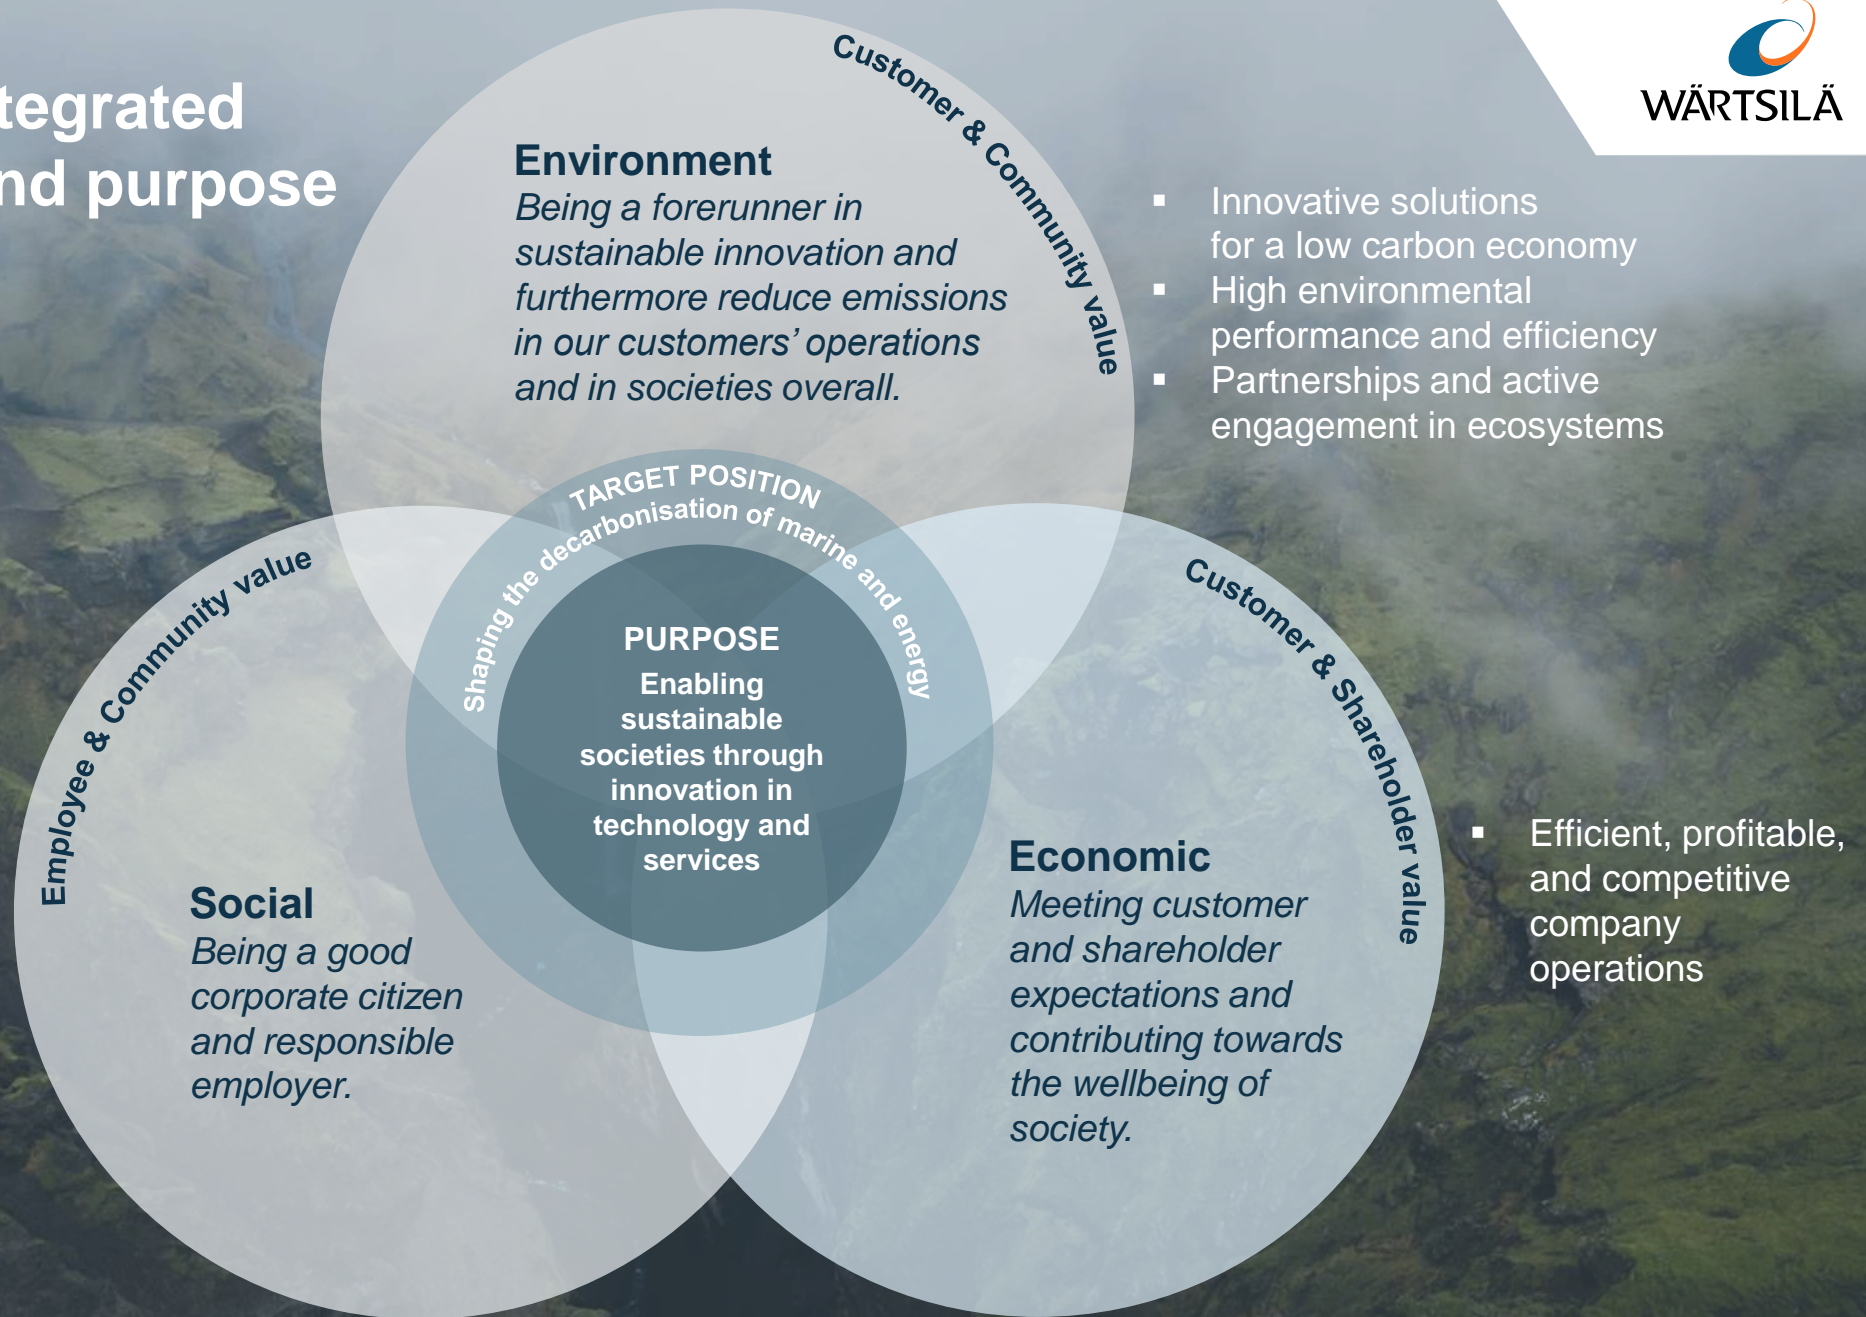 tegrated
nd purpose
WÄRTSILÄ
Customer & Community value
Environment
Being a forerunner in
sustainable innovation and
furthermore reduce emissions
in our customers’ operations
and in societies overall.
▪ Innovative solutions
for a low carbon economy
▪ High environmental
performance and efficiency
▪ Partnerships and active
engagement in ecosystems
TARGET POSITION
Shaping the decarbonisation of marine and energy
PURPOSE
Enabling
sustainable
societies through
innovation in
technology and
services
Employee & Community value
Social
Being a good
corporate citizen
and responsible
employer.
Customer & Shareholder value
Economic
Meeting customer
and shareholder
expectations and
contributing towards
the wellbeing of
society.
▪ Efficient, profitable,
and competitive
company
operations